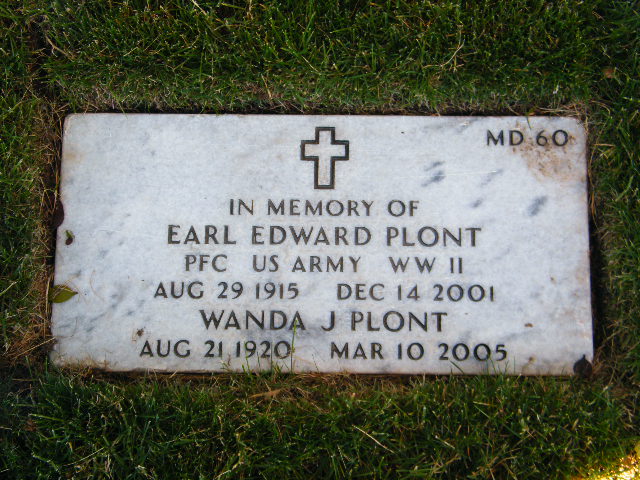 MD 60
IN MEMORY OF
EARL EDWARD PLONT
PFC US ARMY WW II
AUG 29 1915 DEC 14 2001
WANDA J PLONT
AUG 21 1920 MAR 10 2005